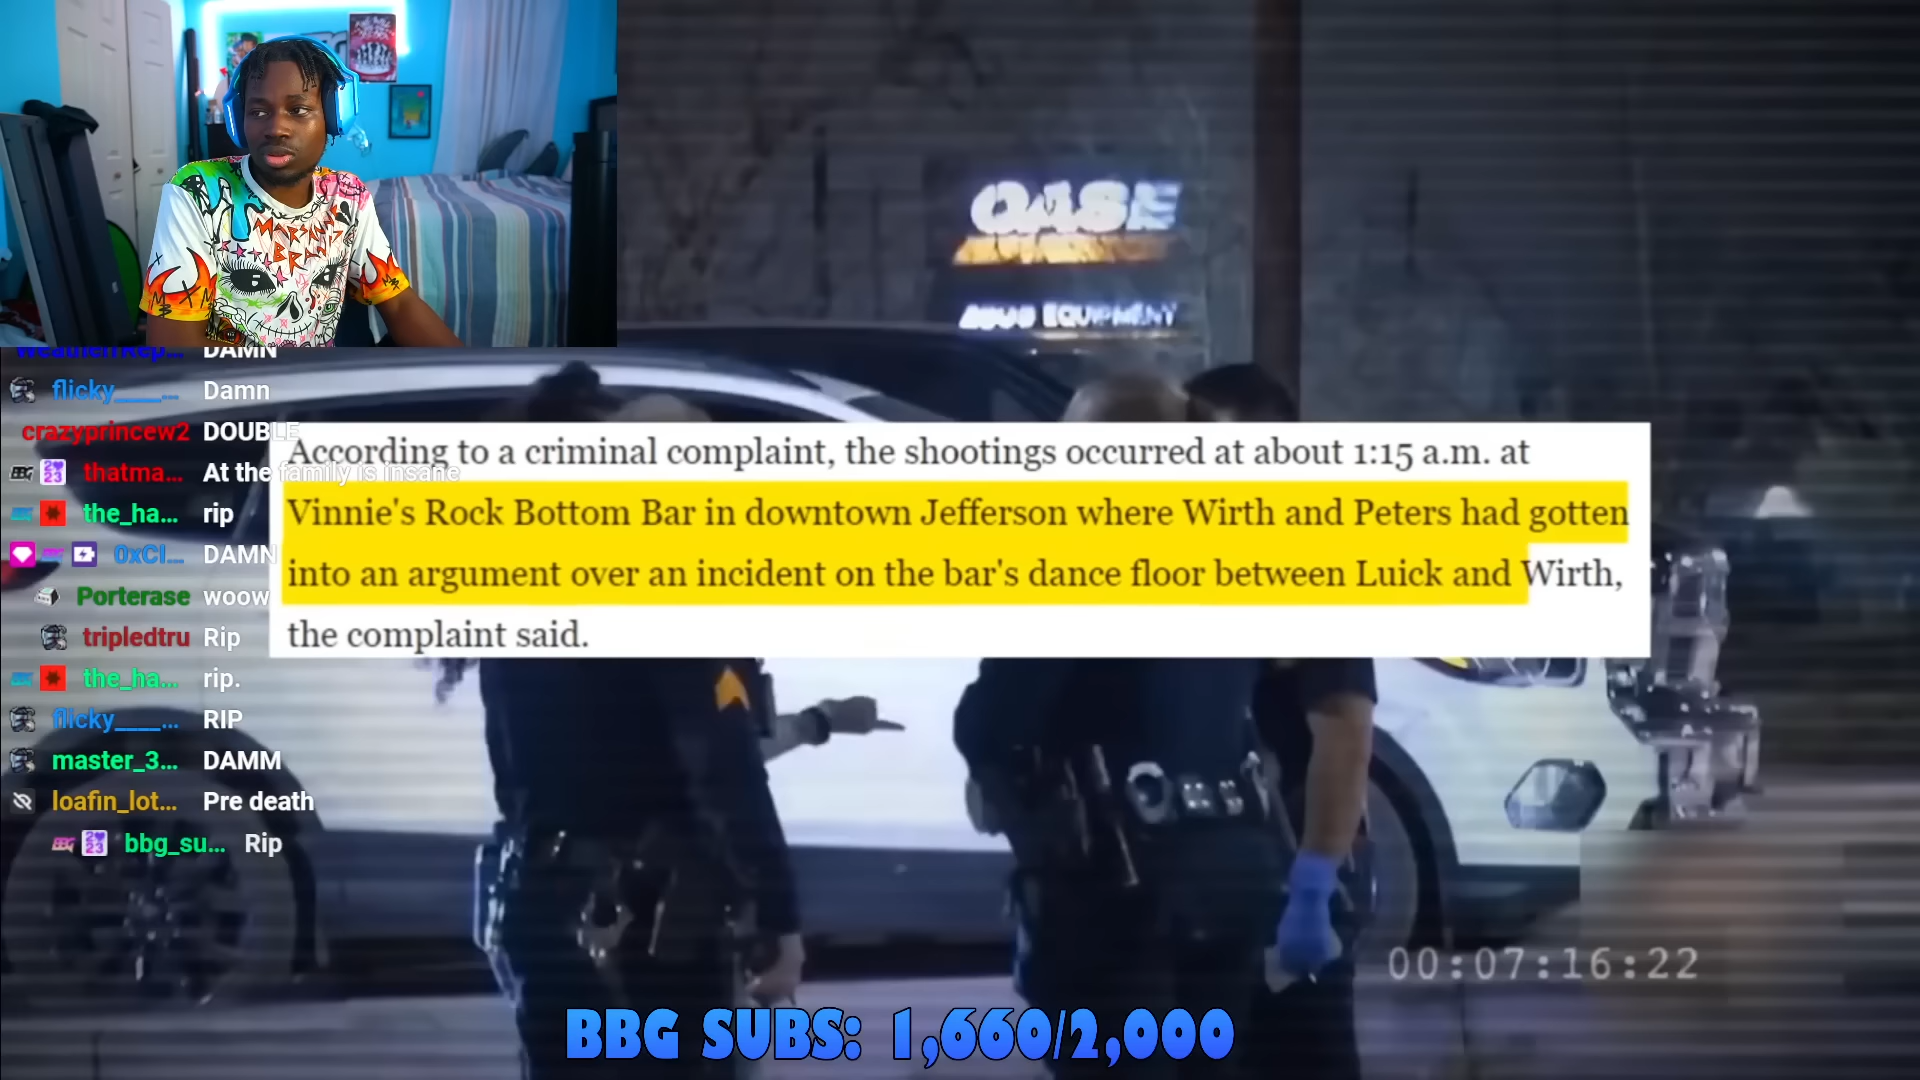 CASE
EQUIPMENT
DAMN
flicky____... Damn
crazyprincew2 DOUBLE
thatma... At the family is insane
the_ha... rip
0xCl... DAMN
Porterase woow
tripledtru Rip
the_ha... rip.
flicky____... RIP
master_3... DAMM
loafin_lot... Pre death
bbg_su... Rip
According to a criminal complaint, the shootings occurred at about 1:15 a.m. at
Vinnie's Rock Bottom Bar in downtown Jefferson where Wirth and Peters had gotten
into an argument over an incident on the bar's dance floor between Luick and Wirth,
the complaint said.
00:07:16:22
BBG SUBS: 1,660/2,000